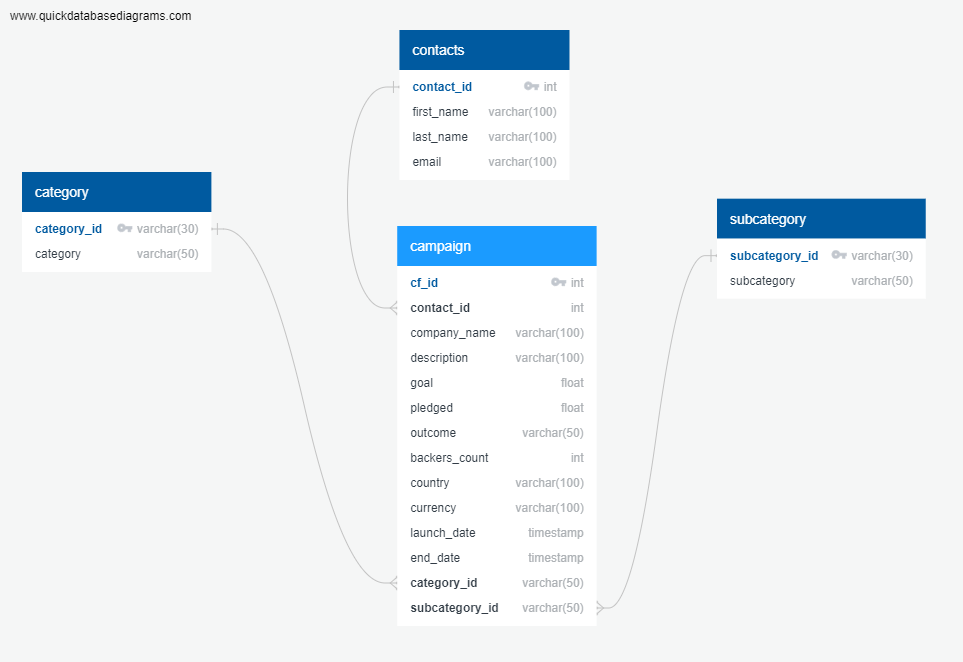 www.quickdatabasediagrams.com
contacts
contact_id int
first_name varchar(100)
last_name varchar(100)
email varchar(100)
category
category_id varchar(30)
category varchar(50)
subcategory
subcategory_id varchar(30)
subcategory varchar(50)
campaign
cf_id int
contact_id int
company_name varchar(100)
description varchar(100)
goal float
pledged float
outcome varchar(50)
backers_count int
country varchar(100)
currency varchar(100)
launch_date timestamp
end_date timestamp
category_id varchar(50)
subcategory_id varchar(50)